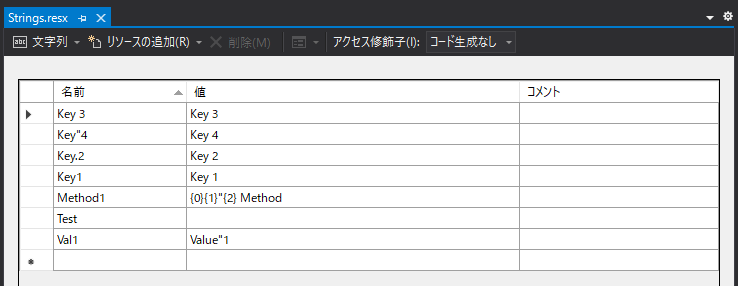 Strings.resx
文字列 リソースの追加(R) 削除(M) アクセス修飾子(I): コード生成なし
名前 値 コメント
Key 3 Key 3
Key"4 Key 4
Key.2 Key 2
Key1 Key 1
Method1 {0}{1}"{2} Method
Test
Val1 Value"1